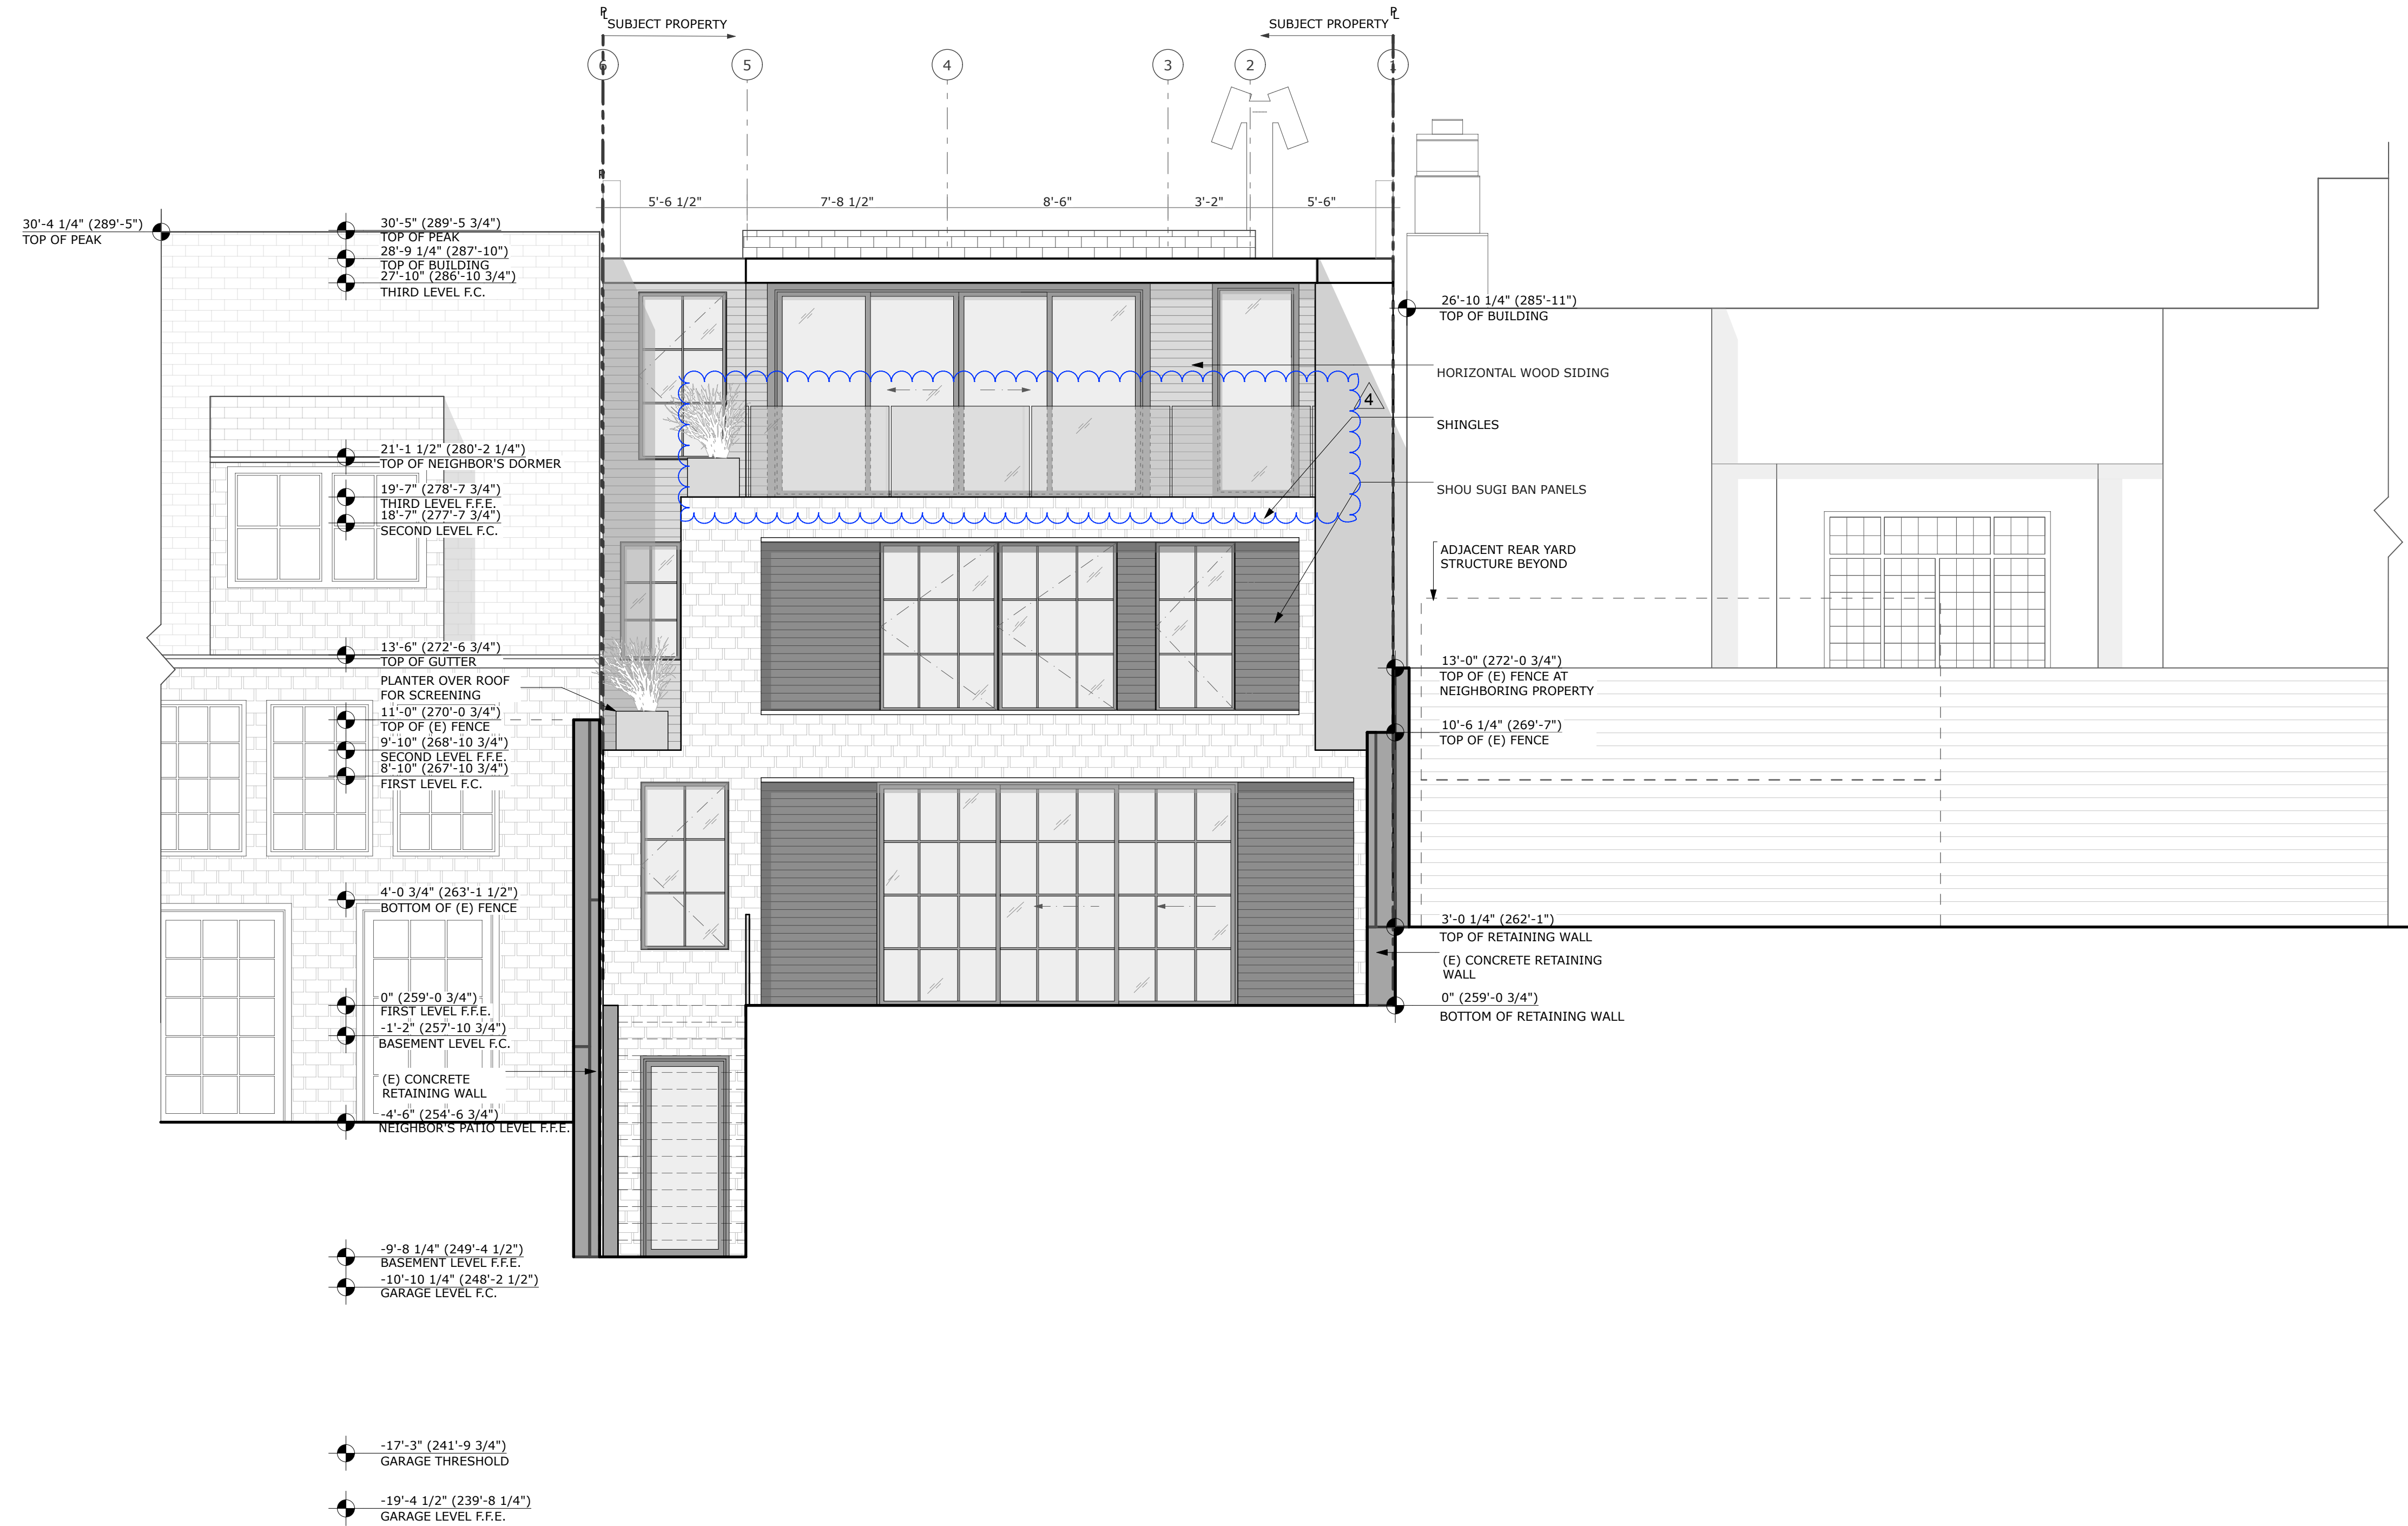 PL PL
SUBJECT PROPERTY SUBJECT PROPERTY
6 5 4 3 2 1
PL
5'-6 1/2" 7'-8 1/2" 8'-6" 3'-2" 5'-6"
30'-4 1/4" (289'-5")
TOP OF PEAK
30'-5" (289'-5 3/4")
TOP OF PEAK
28'-9 1/4" (287'-10")
TOP OF BUILDING
27'-10" (286'-10 3/4")
THIRD LEVEL F.C.
21'-1 1/2" (280'-2 1/4")
TOP OF NEIGHBOR'S DORMER
19'-7" (278'-7 3/4")
THIRD LEVEL F.F.E.
18'-7" (277'-7 3/4")
SECOND LEVEL F.C.
13'-6" (272'-6 3/4")
TOP OF GUTTER
PLANTER OVER ROOF
FOR SCREENING
11'-0" (270'-0 3/4")
TOP OF (E) FENCE
9'-10" (268'-10 3/4")
SECOND LEVEL F.F.E.
8'-10" (267'-10 3/4")
FIRST LEVEL F.C.
4'-0 3/4" (263'-1 1/2")
BOTTOM OF (E) FENCE
0" (259'-0 3/4")
FIRST LEVEL F.F.E.
-1'-2" (257'-10 3/4")
BASEMENT LEVEL F.C.
(E) CONCRETE
RETAINING WALL
-4'-6" (254'-6 3/4")
NEIGHBOR'S PATIO LEVEL F.F.E.
-9'-8 1/4" (249'-4 1/2")
BASEMENT LEVEL F.F.E.
-10'-10 1/4" (248'-2 1/2")
GARAGE LEVEL F.C.
-17'-3" (241'-9 3/4")
GARAGE THRESHOLD
-19'-4 1/2" (239'-8 1/4")
GARAGE LEVEL F.F.E.
26'-10 1/4" (285'-11")
TOP OF BUILDING
HORIZONTAL WOOD SIDING
4
SHINGLES
SHOU SUGI BAN PANELS
ADJACENT REAR YARD
STRUCTURE BEYOND
13'-0" (272'-0 3/4")
TOP OF (E) FENCE AT
NEIGHBORING PROPERTY
10'-6 1/4" (269'-7")
TOP OF (E) FENCE
3'-0 1/4" (262'-1")
TOP OF RETAINING WALL
(E) CONCRETE RETAINING
WALL
0" (259'-0 3/4")
BOTTOM OF RETAINING WALL